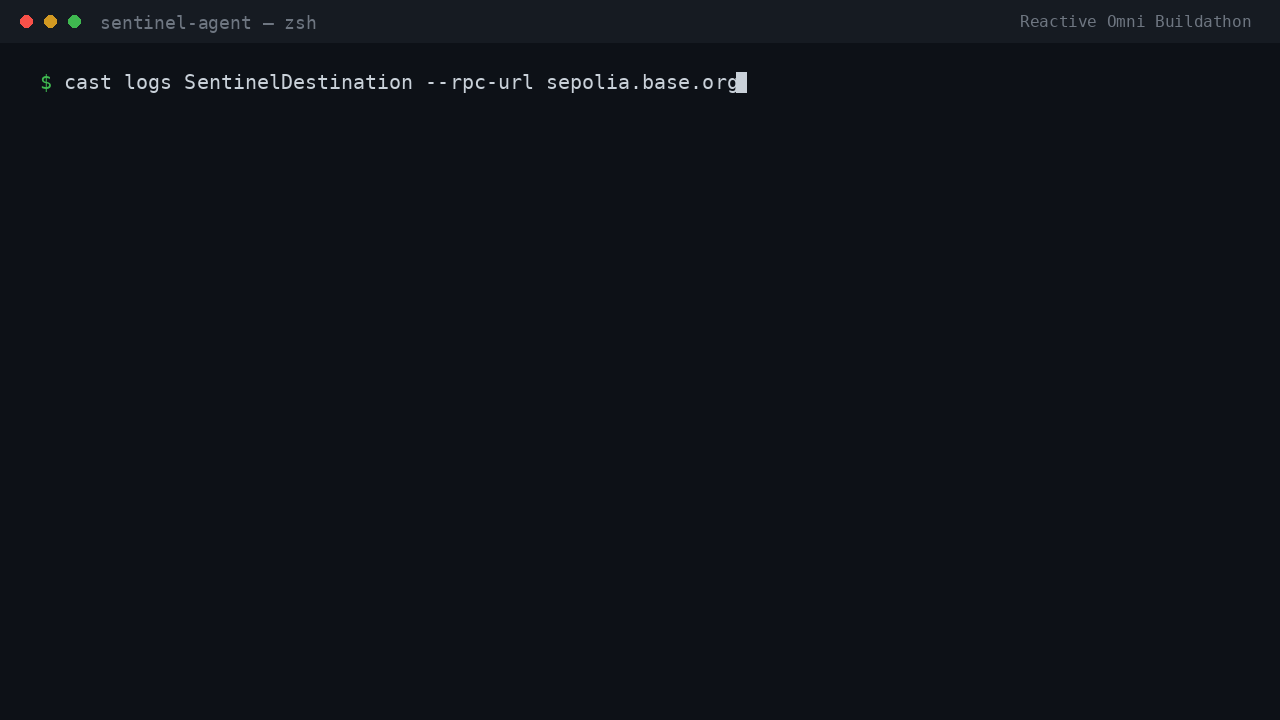 sentinel-agent — zsh
Reactive Omni Buildathon
$ cast logs SentinelDestination --rpc-url sepolia.base.org